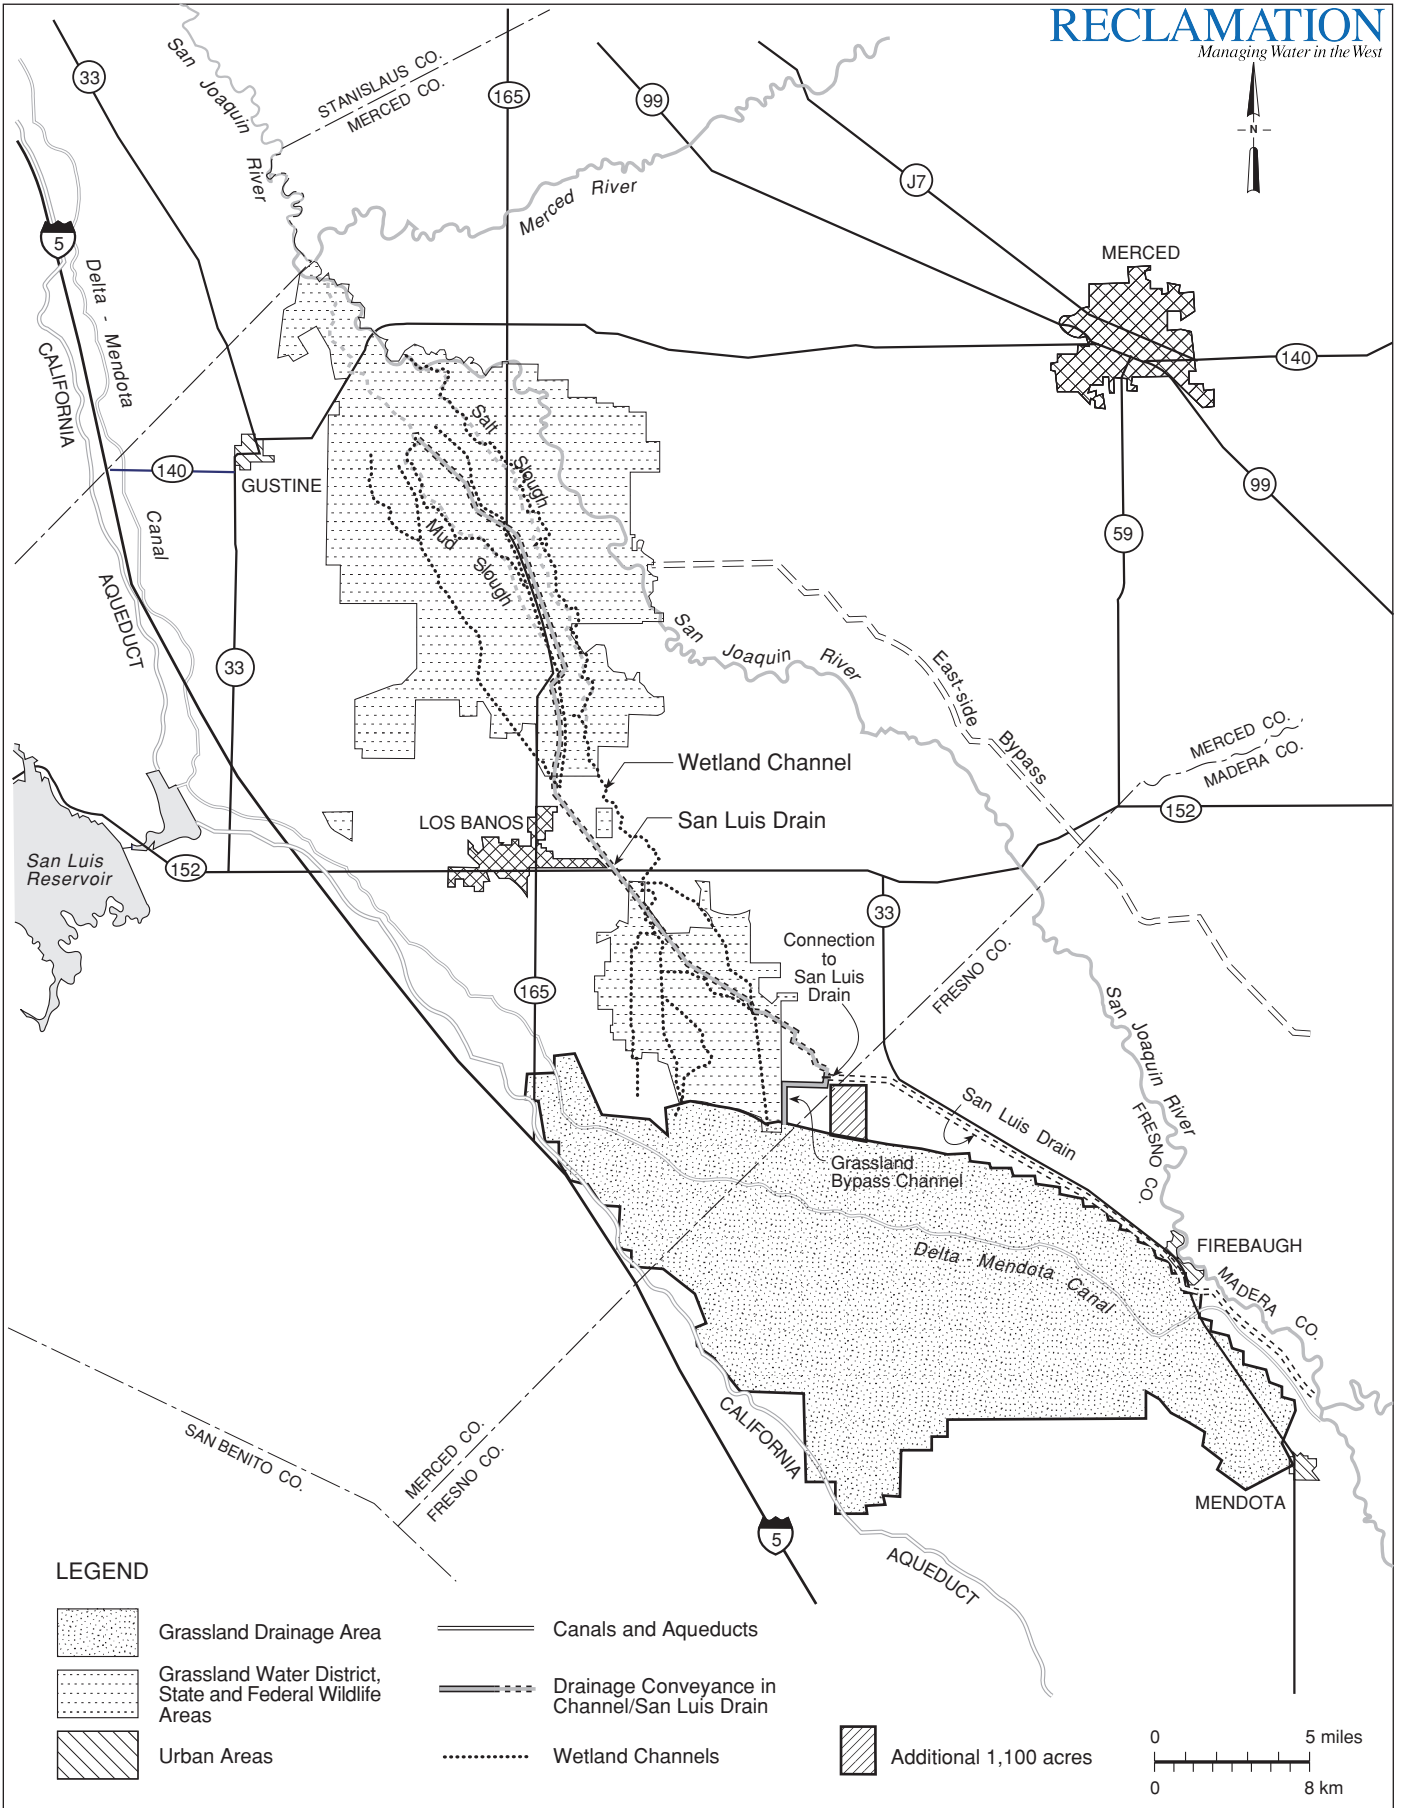 RECLAMATION
Managing Water in the West
N
33
165
99
J7
San Joaquin River
STANISLAUS CO.
MERCED CO.
Merced River
5
MERCED
140
Delta - Mendota
CALIFORNIA
Salt
Slough
140
GUSTINE
99
Mud
Slough
59
Canal
AQUEDUCT
33
San Joaquin River
East-side
Bypass
MERCED CO.
MADERA CO.
Wetland Channel
152
LOS BANOS
San Luis Drain
San Luis
Reservoir
152
33
Connection
to
San Luis
Drain
FRESNO CO.
165
San Joaquin River
San Luis Drain
FRESNO CO.
Grassland
Bypass Channel
FIREBAUGH
Delta - Mendota Canal
MADERA CO.
CALIFORNIA
SAN BENITO CO.
MERCED CO.
FRESNO CO.
MENDOTA
5
AQUEDUCT
LEGEND
Grassland Drainage Area
Grassland Water District,
State and Federal Wildlife
Areas
Urban Areas
Canals and Aqueducts
Drainage Conveyance in
Channel/San Luis Drain
Wetland Channels
Additional 1,100 acres
0 5 miles
0 8 km